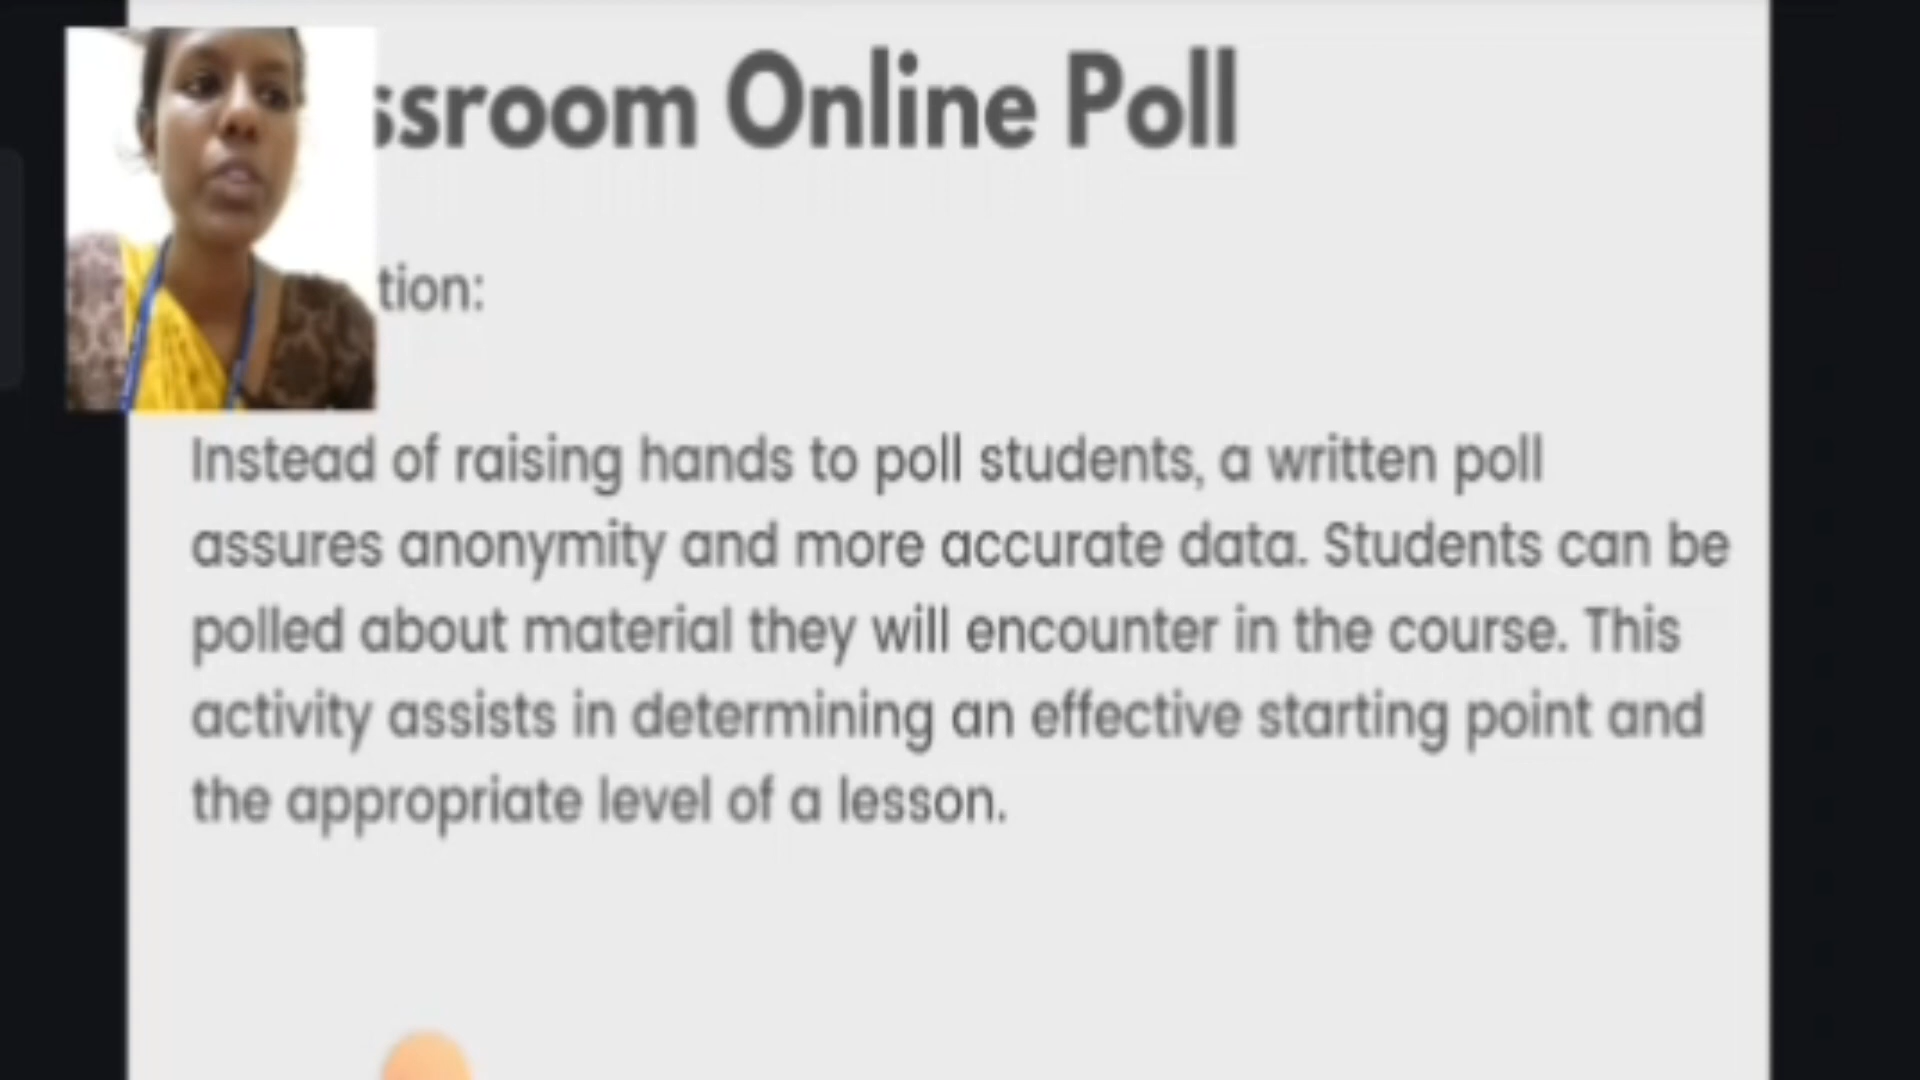 ssroom Online Poll
tion:
Instead of raising hands to poll students, a written poll
assures anonymity and more accurate data. Students can be
polled about material they will encounter in the course. This
activity assists in determining an effective starting point and
the appropriate level of a lesson.